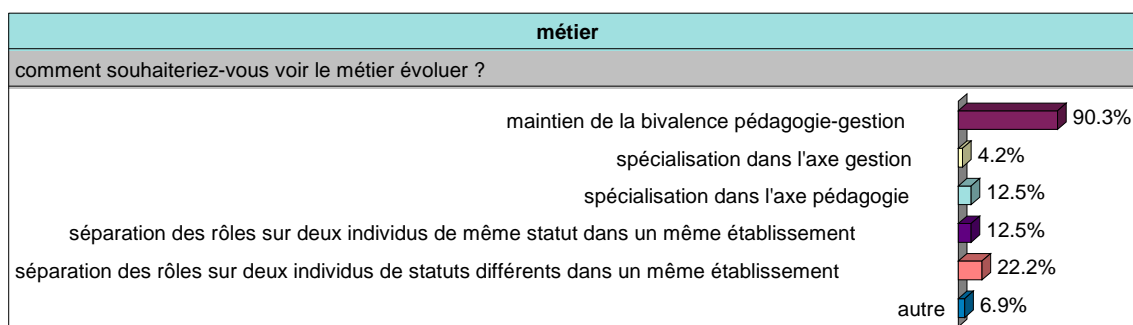 métier
comment souhaiteriez-vous voir le métier évoluer ?
maintien de la bivalence pédagogie-gestion 90.3%
spécialisation dans l'axe gestion 4.2%
spécialisation dans l'axe pédagogie 12.5%
séparation des rôles sur deux individus de même statut dans un même établissement 12.5%
séparation des rôles sur deux individus de statuts différents dans un même établissement 22.2%
autre 6.9%